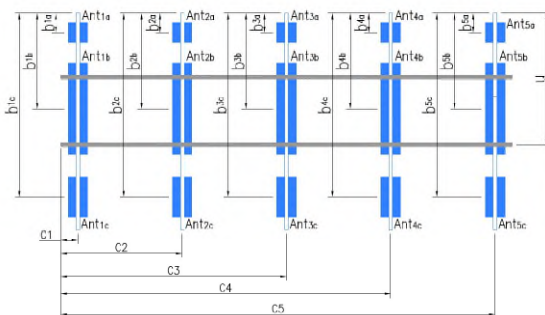 Ant1a Ant2a Ant3a Ant4a Ant5a
b1a b2a b3a b4a b5a
Ant1b Ant2b Ant3b Ant4b Ant5b
b1b b2b b3b b4b b5b
b1c b2c b3c b4c b5c
Ant1c Ant2c Ant3c Ant4c Ant5c
C1
C2
C3
C4
C5